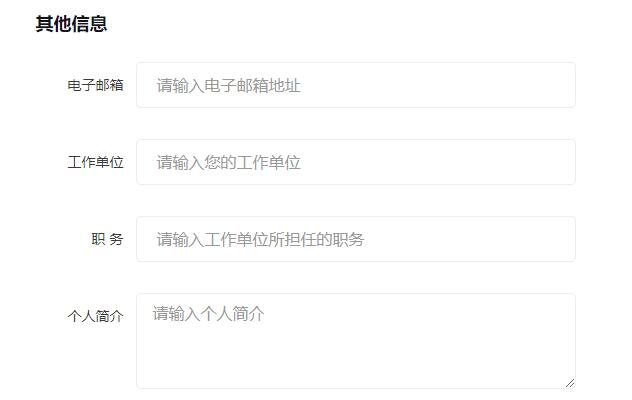 其他信息
电子邮箱 请输入电子邮箱地址
工作单位 请输入您的工作单位
职 务 请输入工作单位所担任的职务
个人简介 请输入个人简介